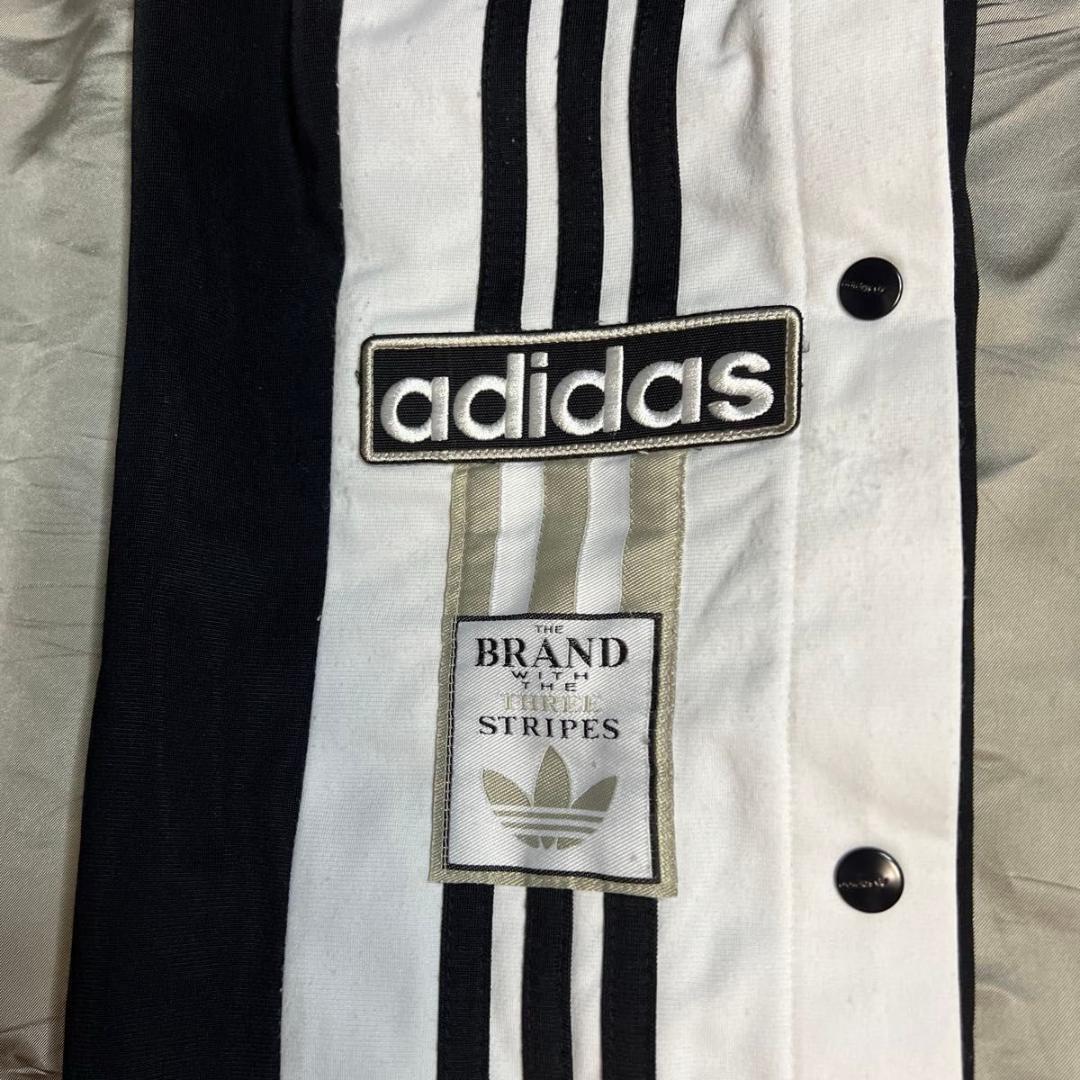 adidas
THE
BRAND
WITH
THE
THREE
STRIPES